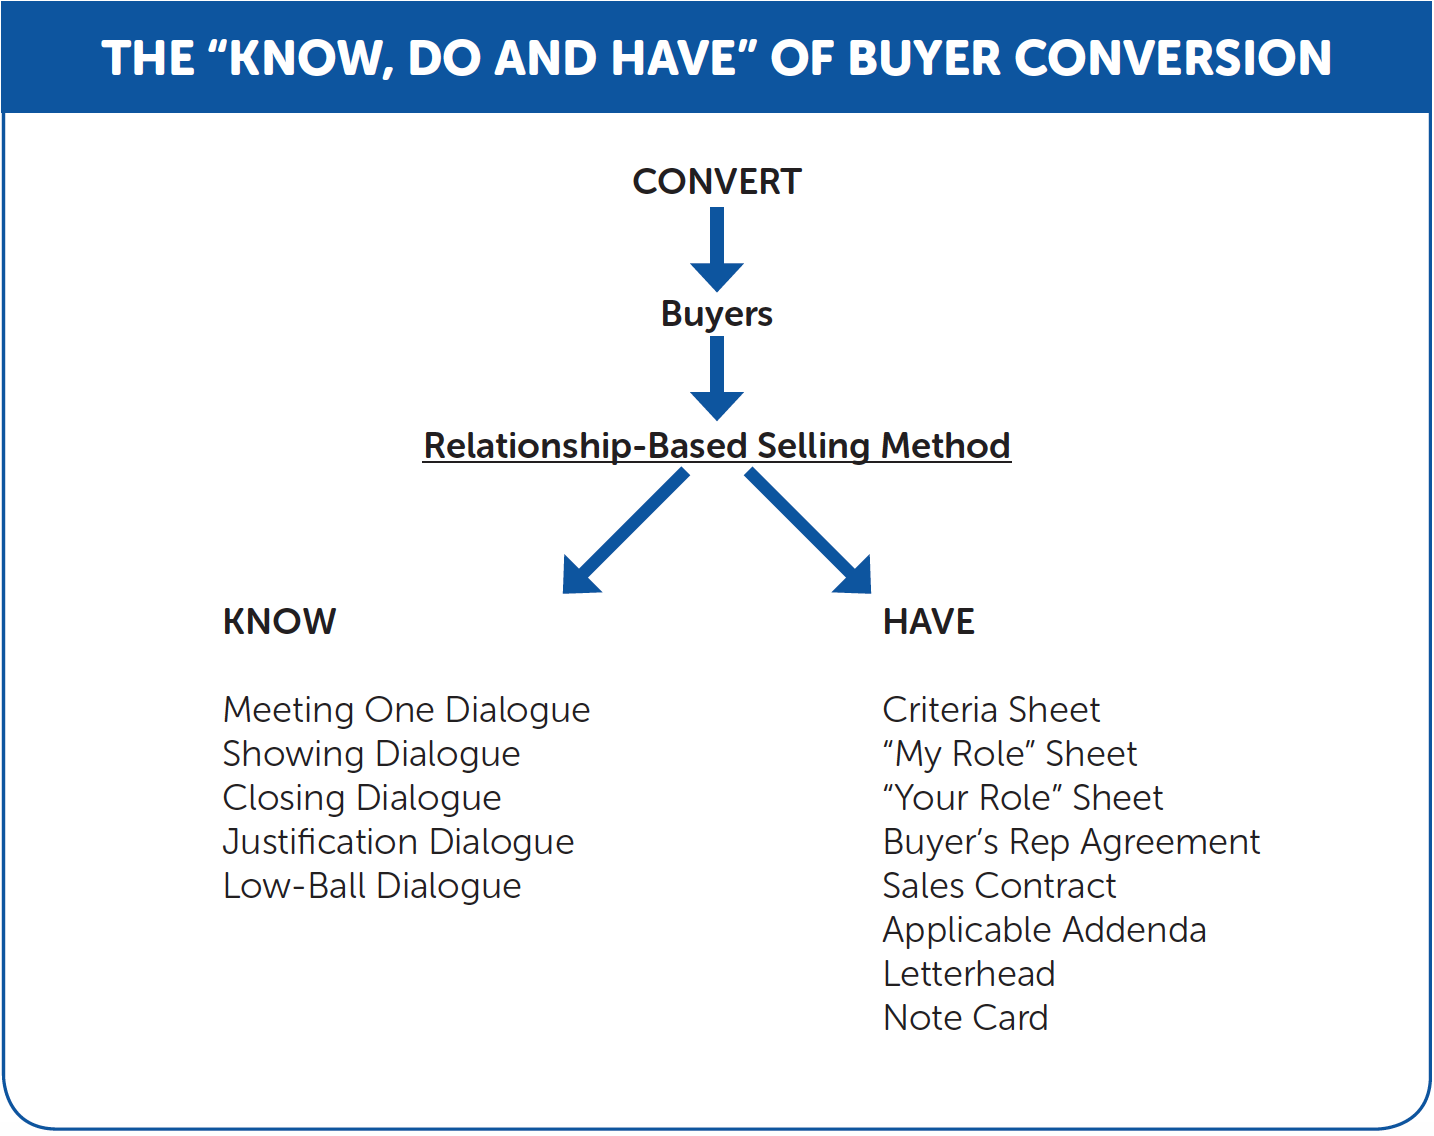 THE “KNOW, DO AND HAVE” OF BUYER CONVERSION
CONVERT
Buyers
Relationship-Based Selling Method
KNOW
Meeting One Dialogue
Showing Dialogue
Closing Dialogue
Justification Dialogue
Low-Ball Dialogue
HAVE
Criteria Sheet
“My Role” Sheet
“Your Role” Sheet
Buyer’s Rep Agreement
Sales Contract
Applicable Addenda
Letterhead
Note Card